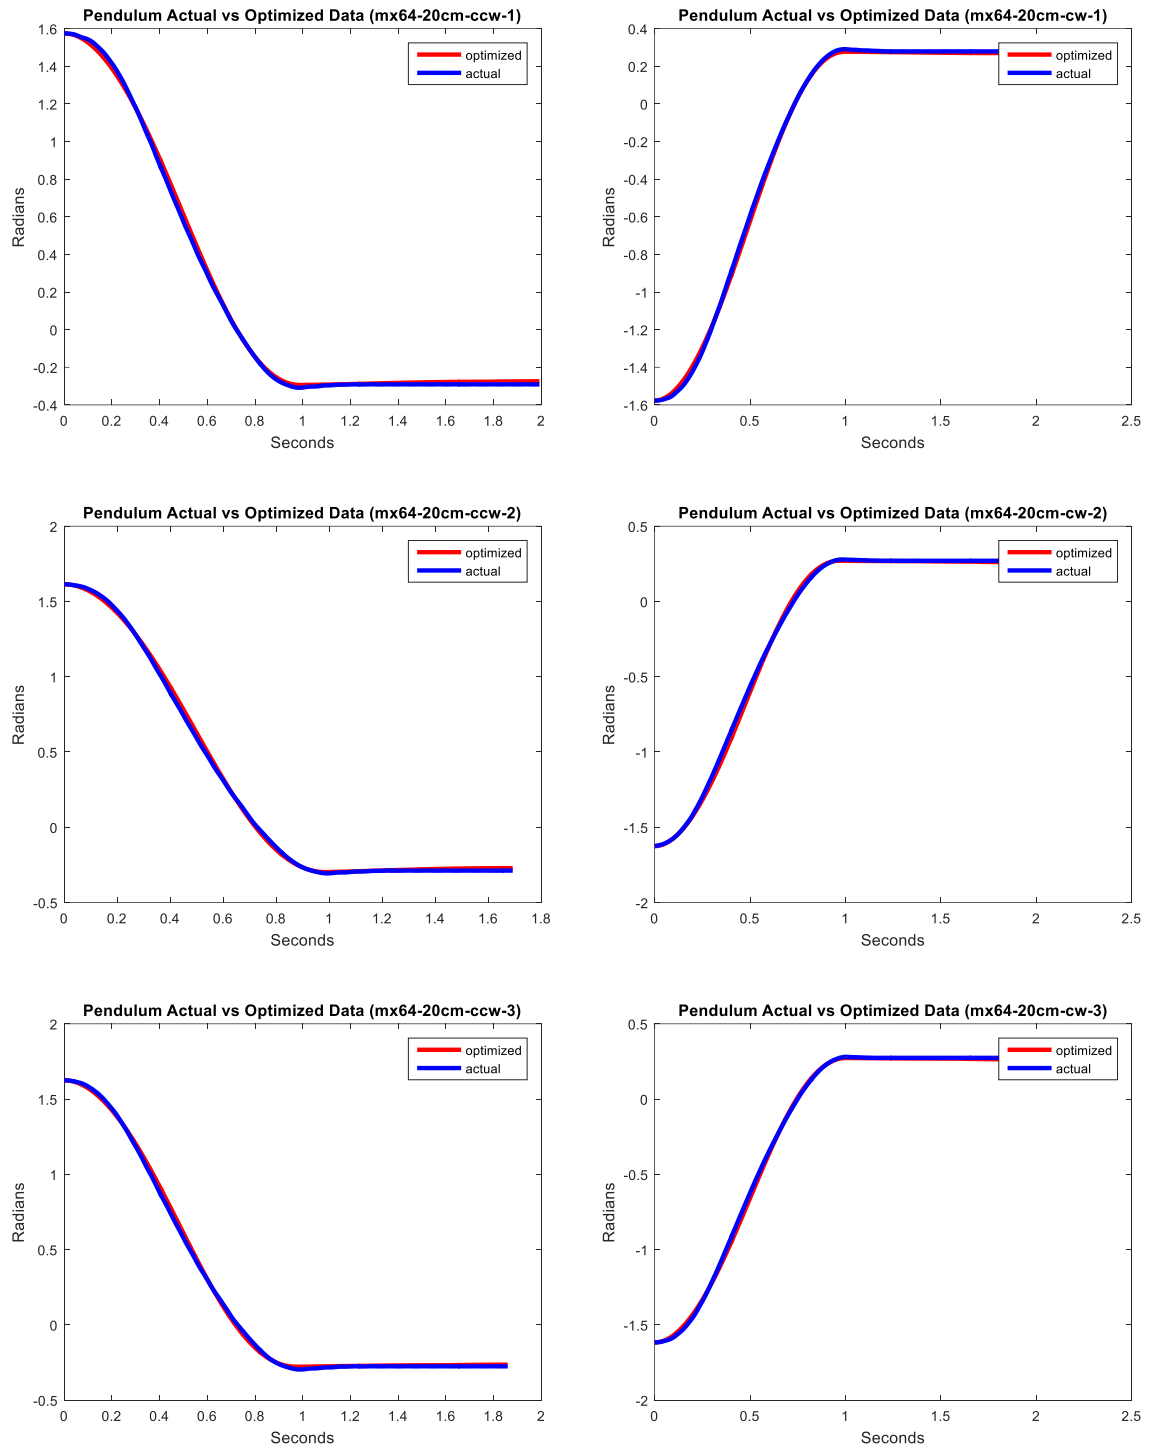 Pendulum Actual vs Optimized Data (mx64-20cm-ccw-1)
1.6
1.4
1.2
1
0.8
0.6
0.4
0.2
0
-0.2
-0.4
Radians
optimized
actual
0 0.2 0.4 0.6 0.8 1 1.2 1.4 1.6 1.8 2
Seconds
Pendulum Actual vs Optimized Data (mx64-20cm-cw-1)
0.4
0.2
0
-0.2
-0.4
-0.6
-0.8
-1
-1.2
-1.4
-1.6
Radians
optimized
actual
0 0.5 1 1.5 2 2.5
Seconds
Pendulum Actual vs Optimized Data (mx64-20cm-ccw-2)
2
1.5
1
0.5
0
-0.5
Radians
optimized
actual
0 0.2 0.4 0.6 0.8 1 1.2 1.4 1.6 1.8
Seconds
Pendulum Actual vs Optimized Data (mx64-20cm-cw-2)
0.5
0
-0.5
-1
-1.5
-2
Radians
optimized
actual
0 0.5 1 1.5 2 2.5
Seconds
Pendulum Actual vs Optimized Data (mx64-20cm-ccw-3)
2
1.5
1
0.5
0
-0.5
Radians
optimized
actual
0 0.2 0.4 0.6 0.8 1 1.2 1.4 1.6 1.8 2
Seconds
Pendulum Actual vs Optimized Data (mx64-20cm-cw-3)
0.5
0
-0.5
-1
-1.5
-2
Radians
optimized
actual
0 0.5 1 1.5 2 2.5
Seconds